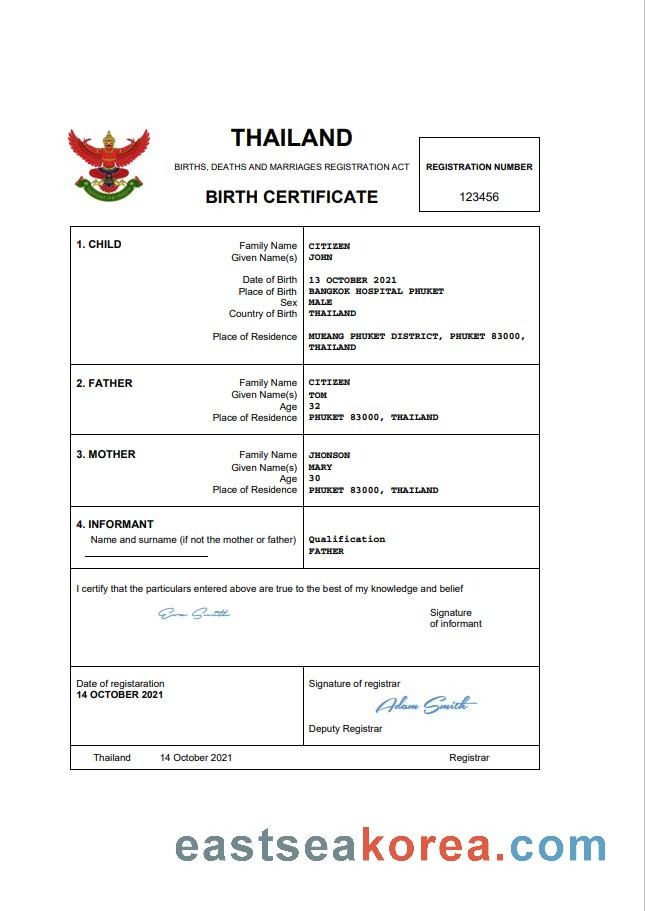 THAILAND
BIRTHS, DEATHS AND MARRIAGES REGISTRATION ACT
BIRTH CERTIFICATE
REGISTRATION NUMBER
123456
1. CHILD
Family Name CITIZEN
Given Name(s) JOHN
Date of Birth 13 OCTOBER 2021
Place of Birth BANGKOK HOSPITAL PHUKET
Sex MALE
Country of Birth THAILAND
Place of Residence MUEANG PHUKET DISTRICT, PHUKET 83000,
THAILAND
2. FATHER
Family Name CITIZEN
Given Name(s) TOM
Age 32
Place of Residence PHUKET 83000, THAILAND
3. MOTHER
Family Name JHONSON
Given Name(s) MARY
Age 30
Place of Residence PHUKET 83000, THAILAND
4. INFORMANT
Name and surname (if not the mother or father)
Qualification
FATHER
I certify that the particulars entered above are true to the best of my knowledge and belief
Eva Smith
Signature
of informant
Date of registaration
14 OCTOBER 2021
Signature of registrar
Adam Smith
Deputy Registrar
Thailand 14 October 2021 Registrar
eastseakorea.com